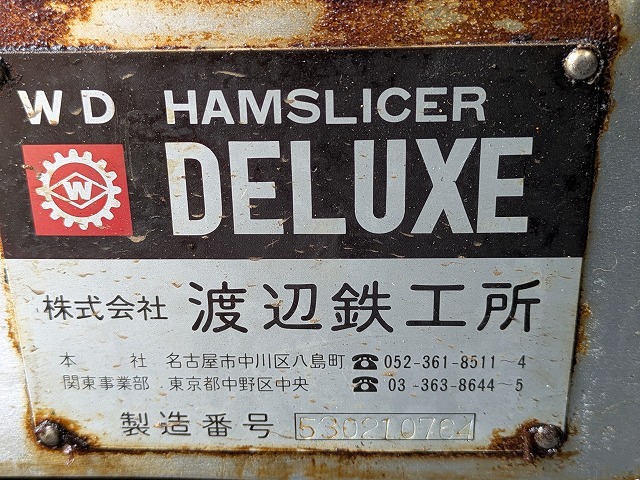 WD HAMSLICER
W
DELUXE
株式会社 渡辺鉄工所
本社 名古屋市中川区八島町 ☎ 052-361-8511〜4
関東事業部 東京都中野区中央 ☎ 03-363-8644〜5
製造番号 530210764